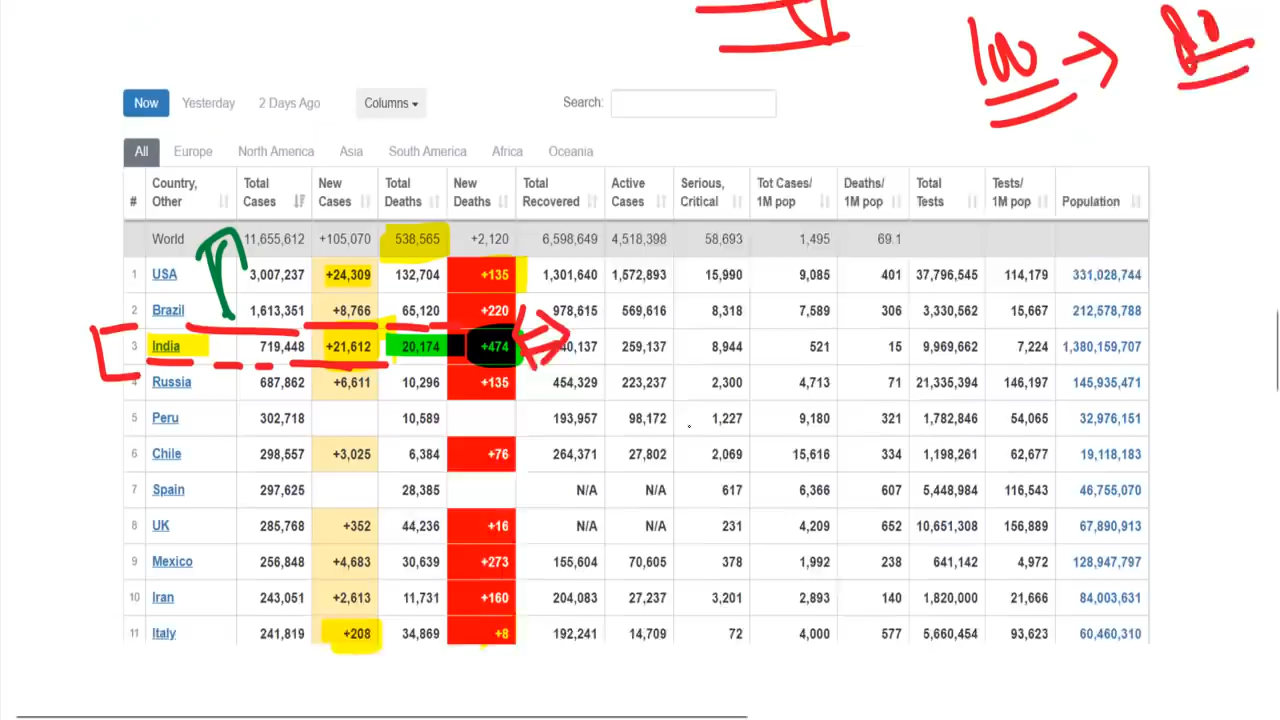 100 → 80
Now Yesterday 2 Days Ago Columns Search:
All Europe North America Asia South America Africa Oceania
# Country, Other Total Cases New Cases Total Deaths New Deaths Total Recovered Active Cases Serious, Critical Tot Cases/ 1M pop Deaths/ 1M pop Total Tests Tests/ 1M pop Population
World 11,655,612 +105,070 538,565 +2,120 6,598,649 4,518,398 58,693 1,495 69.1
1 USA 3,007,237 +24,309 132,704 +135 1,301,640 1,572,893 15,990 9,085 401 37,796,545 114,179 331,028,744
2 Brazil 1,613,351 +8,766 65,120 +220 978,615 569,616 8,318 7,589 306 3,330,562 15,667 212,578,788
3 India 719,448 +21,612 20,174 +474 40,137 259,137 8,944 521 15 9,969,662 7,224 1,380,159,707
4 Russia 687,862 +6,611 10,296 +135 454,329 223,237 2,300 4,713 71 21,335,394 146,197 145,935,471
5 Peru 302,718 10,589 193,957 98,172 1,227 9,180 321 1,782,846 54,065 32,976,151
6 Chile 298,557 +3,025 6,384 +76 264,371 27,802 2,069 15,616 334 1,198,261 62,677 19,118,183
7 Spain 297,625 28,385 N/A N/A 617 6,366 607 5,448,984 116,543 46,755,070
8 UK 285,768 +352 44,236 +16 N/A N/A 231 4,209 652 10,651,308 156,889 67,890,913
9 Mexico 256,848 +4,683 30,639 +273 155,604 70,605 378 1,992 238 641,142 4,972 128,947,797
10 Iran 243,051 +2,613 11,731 +160 204,083 27,237 3,201 2,893 140 1,820,000 21,666 84,003,631
11 Italy 241,819 +208 34,869 +8 192,241 14,709 72 4,000 577 5,660,454 93,623 60,460,310